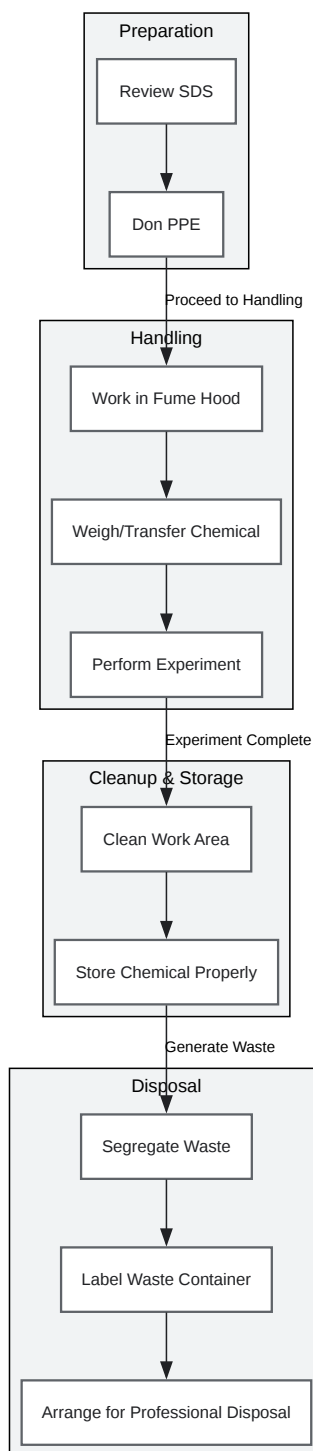 Preparation
Review SDS
Don PPE
Proceed to Handling
Handling
Work in Fume Hood
Weigh/Transfer Chemical
Perform Experiment
Experiment Complete
Cleanup & Storage
Clean Work Area
Store Chemical Properly
Generate Waste
Disposal
Segregate Waste
Label Waste Container
Arrange for Professional Disposal